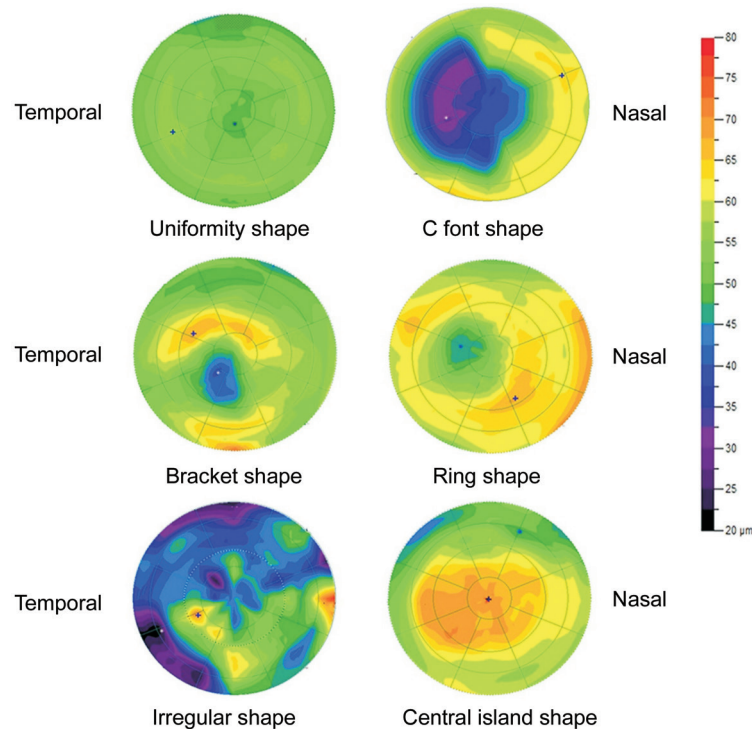 Temporal
Nasal
Uniformity shape
C font shape
Temporal
Nasal
Bracket shape
Ring shape
Temporal
Nasal
Irregular shape
Central island shape
80
75
70
65
60
55
50
45
40
35
30
25
20 µm